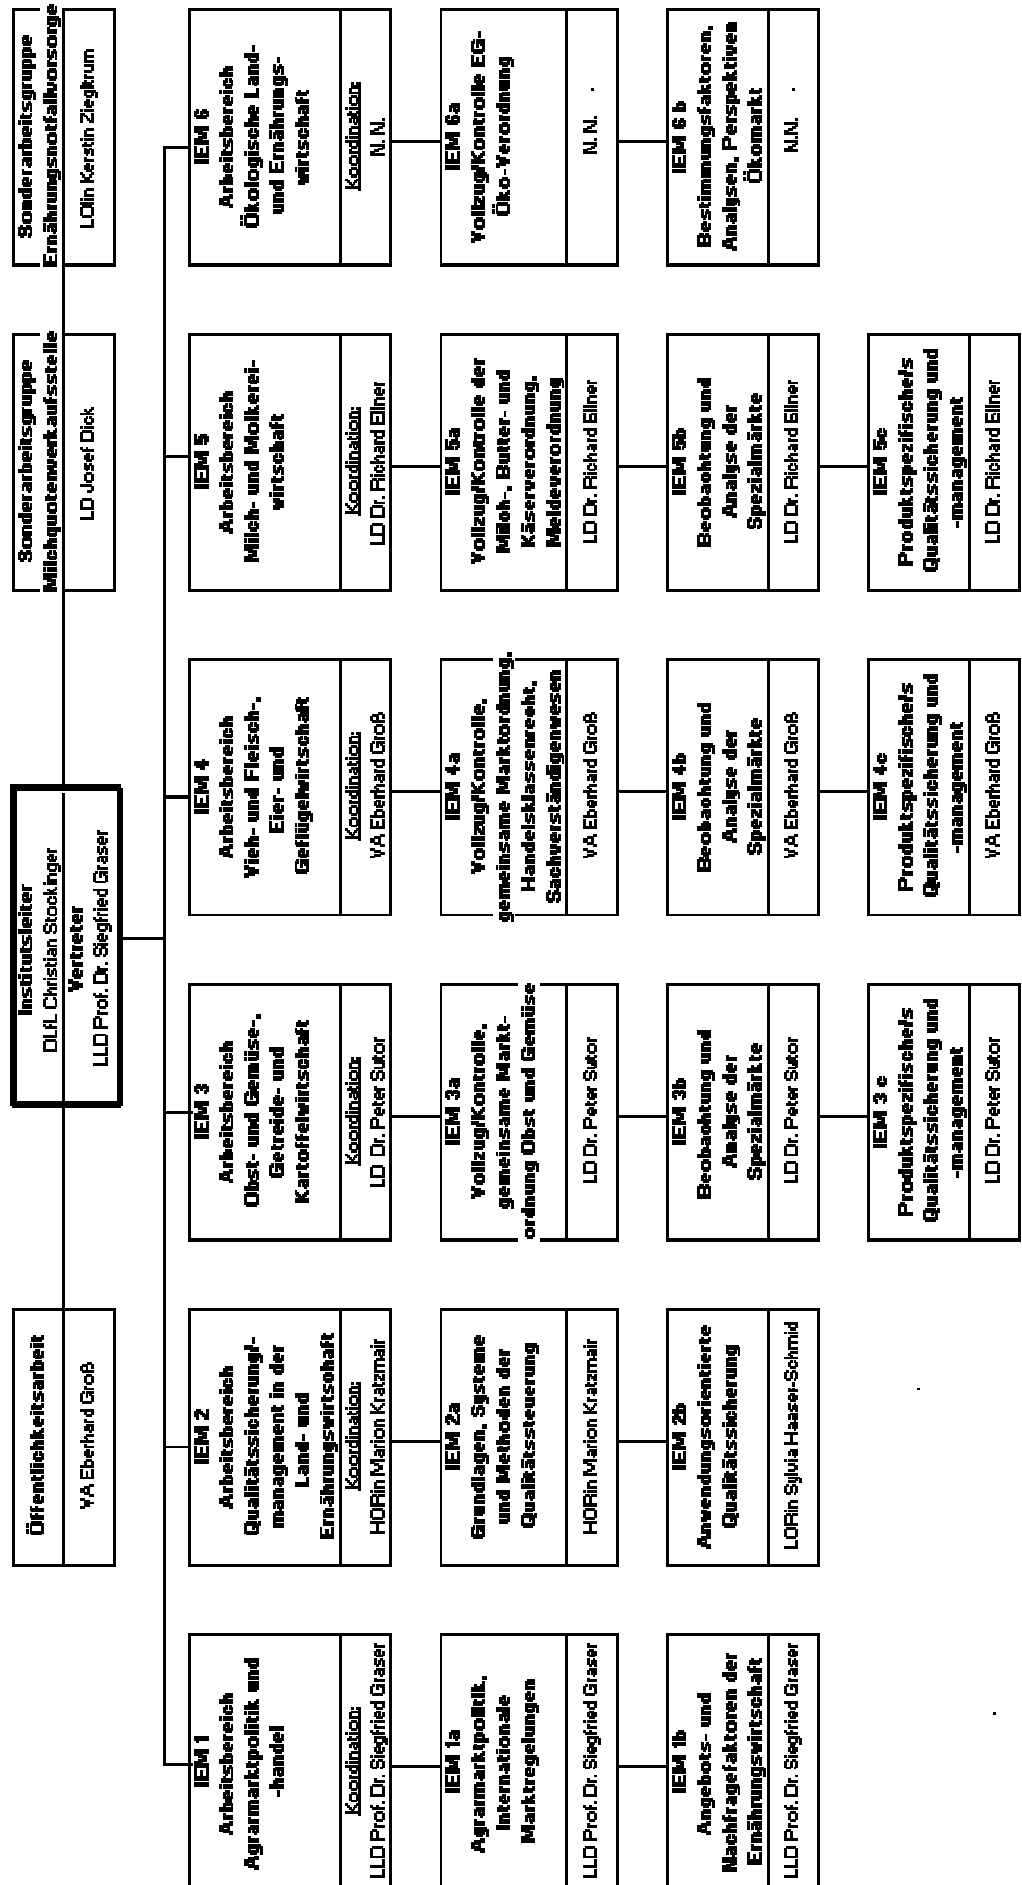 Institutsleiter
DLfL Christian Stockinger
Vertreter
LLD Prof. Dr. Siegfried Graser
Öffentlichkeitsarbeit
VA Eberhard Groß
Sonderarbeitsgruppe
Milchquotenverkaufsstelle
LD Josef Dick
Sonderarbeitsgruppe
Ernährungsnotfallvorsorge
LOIin Kerstin Ziegltrum
IEM 1
Arbeitsbereich
Agrarmarktpolitik und
-handel
Koordination:
LLD Prof. Dr. Siegfried Graser
IEM 1a
Agrarmarktpolitik,
Internationale
Marktregelungen
LLD Prof. Dr. Siegfried Graser
IEM 1b
Angebots- und
Nachfragefaktoren der
Ernährungswirtschaft
LLD Prof. Dr. Siegfried Graser
IEM 2
Arbeitsbereich
Qualitätssicherung/-
management in der
Land- und
Ernährungswirtschaft
Koordination:
HORin Marion Kratzmair
IEM 2a
Grundlagen, Systeme
und Methoden der
Qualitätssteuerung
HORin Marion Kratzmair
IEM 2b
Anwendungsorientierte
Qualitätssicherung
LORin Sylvia Haaser-Schmid
IEM 3
Arbeitsbereich
Obst- und Gemüse-,
Getreide- und
Kartoffelwirtschaft
Koordination:
LD Dr. Peter Sutor
IEM 3a
Vollzug/Kontrolle,
gemeinsame Markt-
ordnung Obst und Gemüse
LD Dr. Peter Sutor
IEM 3b
Beobachtung und
Analyse der
Spezialmärkte
LD Dr. Peter Sutor
IEM 3 c
Produktspezifische/s
Qualitätssicherung und
-management
LD Dr. Peter Sutor
IEM 4
Arbeitsbereich
Vieh- und Fleisch-,
Eier- und
Geflügelwirtschaft
Koordination:
VA Eberhard Groß
IEM 4a
Vollzug/Kontrolle,
gemeinsame Marktordnung,
Handelsklassenrecht,
Sachverständigenwesen
VA Eberhard Groß
IEM 4b
Beobachtung und
Analyse der
Spezialmärkte
VA Eberhard Groß
IEM 4c
Produktspezifische/s
Qualitätssicherung und
-management
VA Eberhard Groß
IEM 5
Arbeitsbereich
Milch- und Molkerei-
wirtschaft
Koordination:
LD Dr. Richard Ellner
IEM 5a
Vollzug/Kontrolle der
Milch-, Butter- und
Käseverordnung,
Meldeverordnung
LD Dr. Richard Ellner
IEM 5b
Beobachtung und
Analyse der
Spezialmärkte
LD Dr. Richard Ellner
IEM 5c
Produktspezifische/s
Qualitätssicherung und
-management
LD Dr. Richard Ellner
IEM 6
Arbeitsbereich
Ökologische Land-
und Ernährungs-
wirtschaft
Koordination:
N. N.
IEM 6a
Vollzug/Kontrolle EG-
Öko-Verordnung
N. N.
IEM 6 b
Bestimmungsfaktoren,
Analysen, Perspektiven
Ökomarkt
N.N.